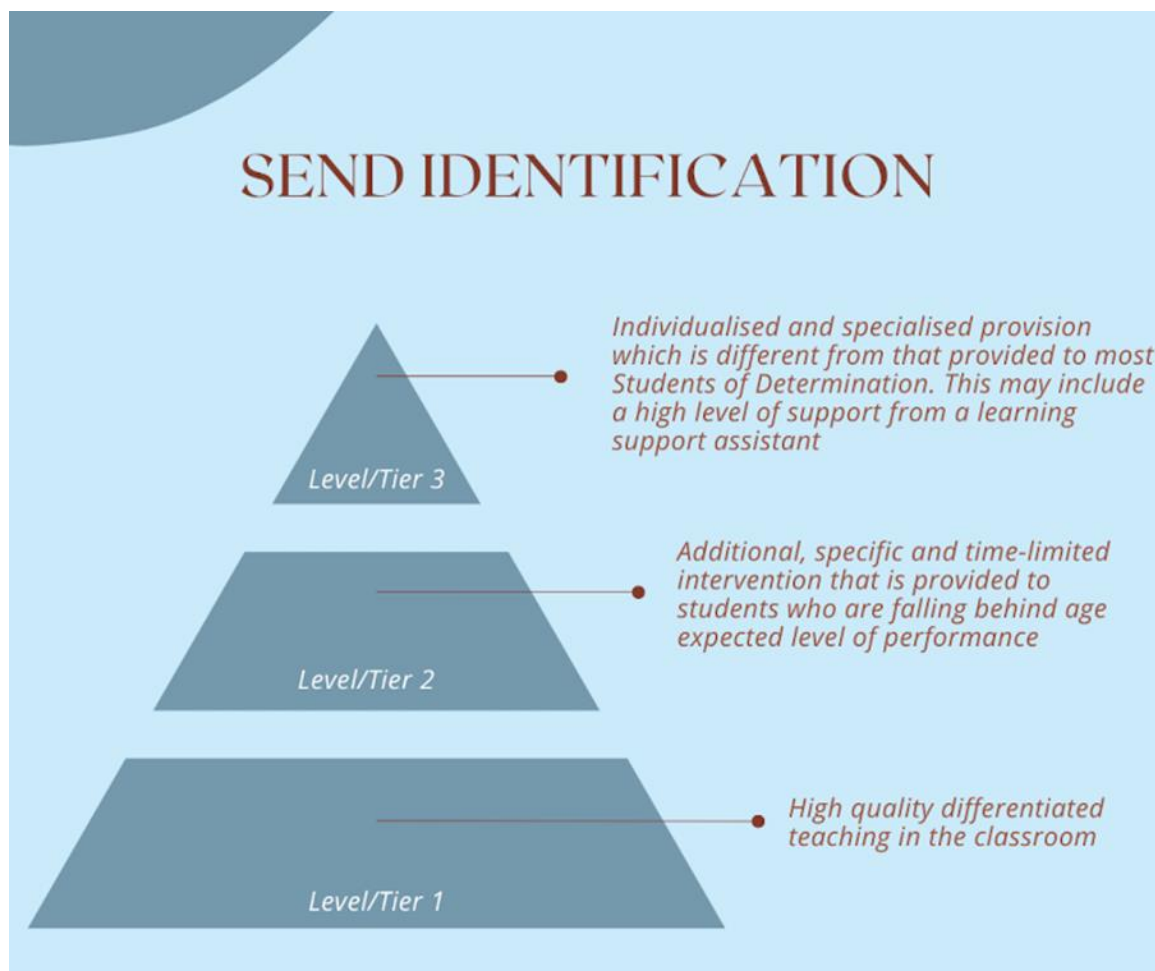 SEND IDENTIFICATION
Individualised and specialised provision
which is different from that provided to most
Students of Determination. This may include
a high level of support from a learning
support assistant
Level/Tier 3
Additional, specific and time-limited
intervention that is provided to
students who are falling behind age
expected level of performance
Level/Tier 2
High quality differentiated
teaching in the classroom
Level/Tier 1